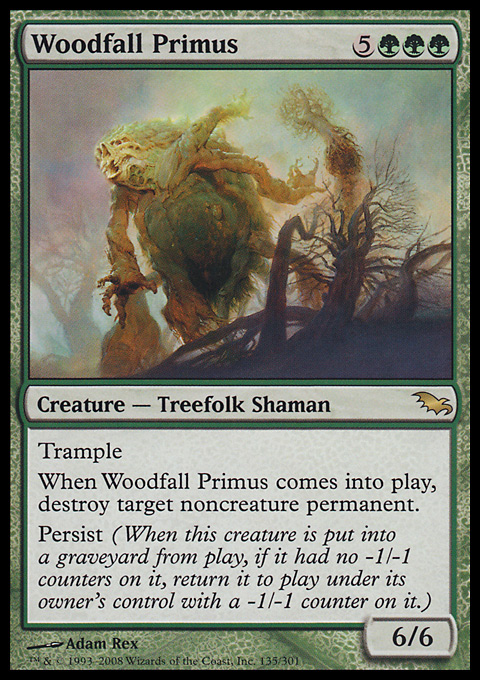 Woodfall Primus 5
Creature — Treefolk Shaman
Trample
When Woodfall Primus comes into play,
destroy target noncreature permanent.
Persist (When this creature is put into
a graveyard from play, if it had no -1/-1
counters on it, return it to play under its
owner's control with a -1/-1 counter on it.)
6/6
Adam Rex
™ & © 1993–2008 Wizards of the Coast, Inc. 135/301